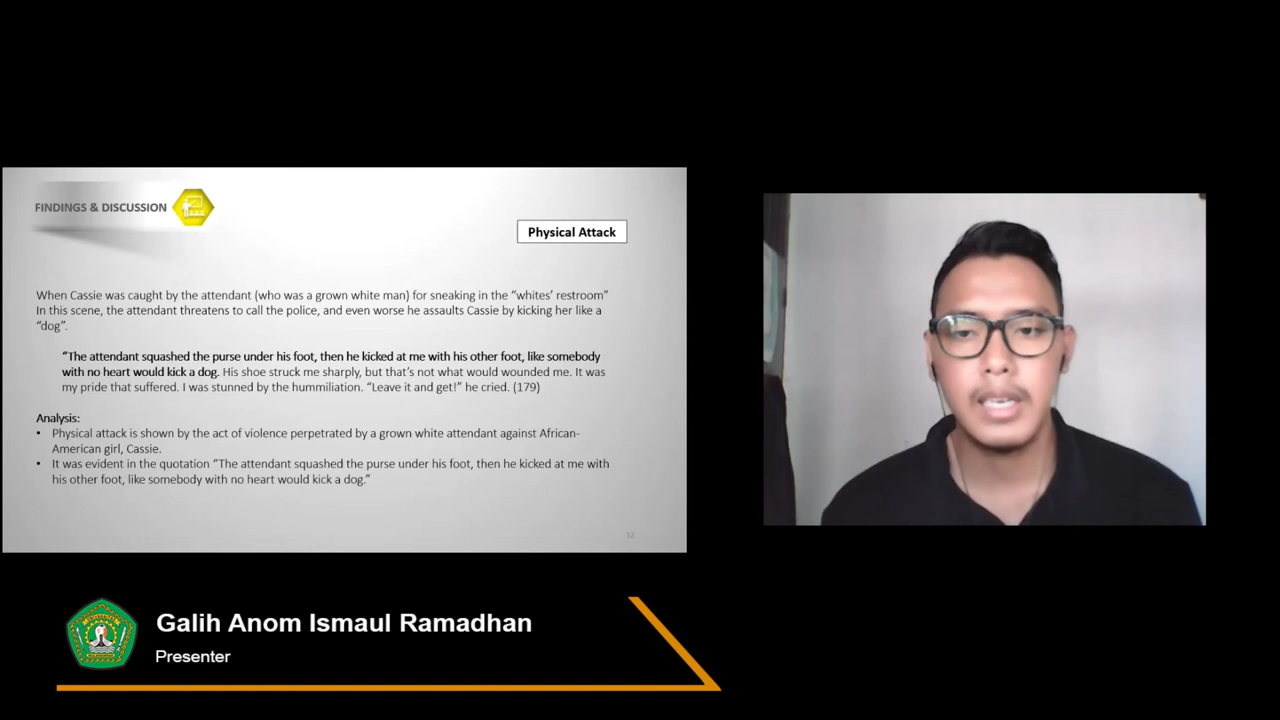 FINDINGS & DISCUSSION
Physical Attack
When Cassie was caught by the attendant (who was a grown white man) for sneaking in the “whites’ restroom”
In this scene, the attendant threatens to call the police, and even worse he assaults Cassie by kicking her like a
“dog”.
“The attendant squashed the purse under his foot, then he kicked at me with his other foot, like somebody
with no heart would kick a dog. His shoe struck me sharply, but that’s not what would wounded me. It was
my pride that suffered. I was stunned by the hummiliation. “Leave it and get!” he cried. (179)
Analysis:
• Physical attack is shown by the act of violence perpetrated by a grown white attendant against African-
American girl, Cassie.
• It was evident in the quotation “The attendant squashed the purse under his foot, then he kicked at me with
his other foot, like somebody with no heart would kick a dog.”
12
Galih Anom Ismaul Ramadhan
Presenter